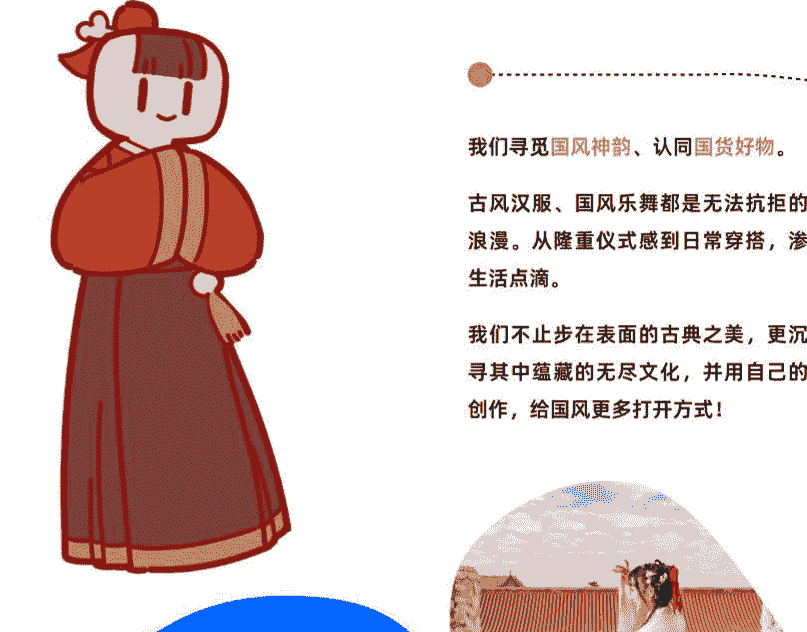 我们寻觅国风神韵、认同国货好物。
古风汉服、国风乐舞都是无法抗拒的
浪漫。从隆重仪式感到日常穿搭，渗
生活点滴。
我们不止步在表面的古典之美，更沉
寻其中蕴藏的无尽文化，并用自己的
创作，给国风更多打开方式！